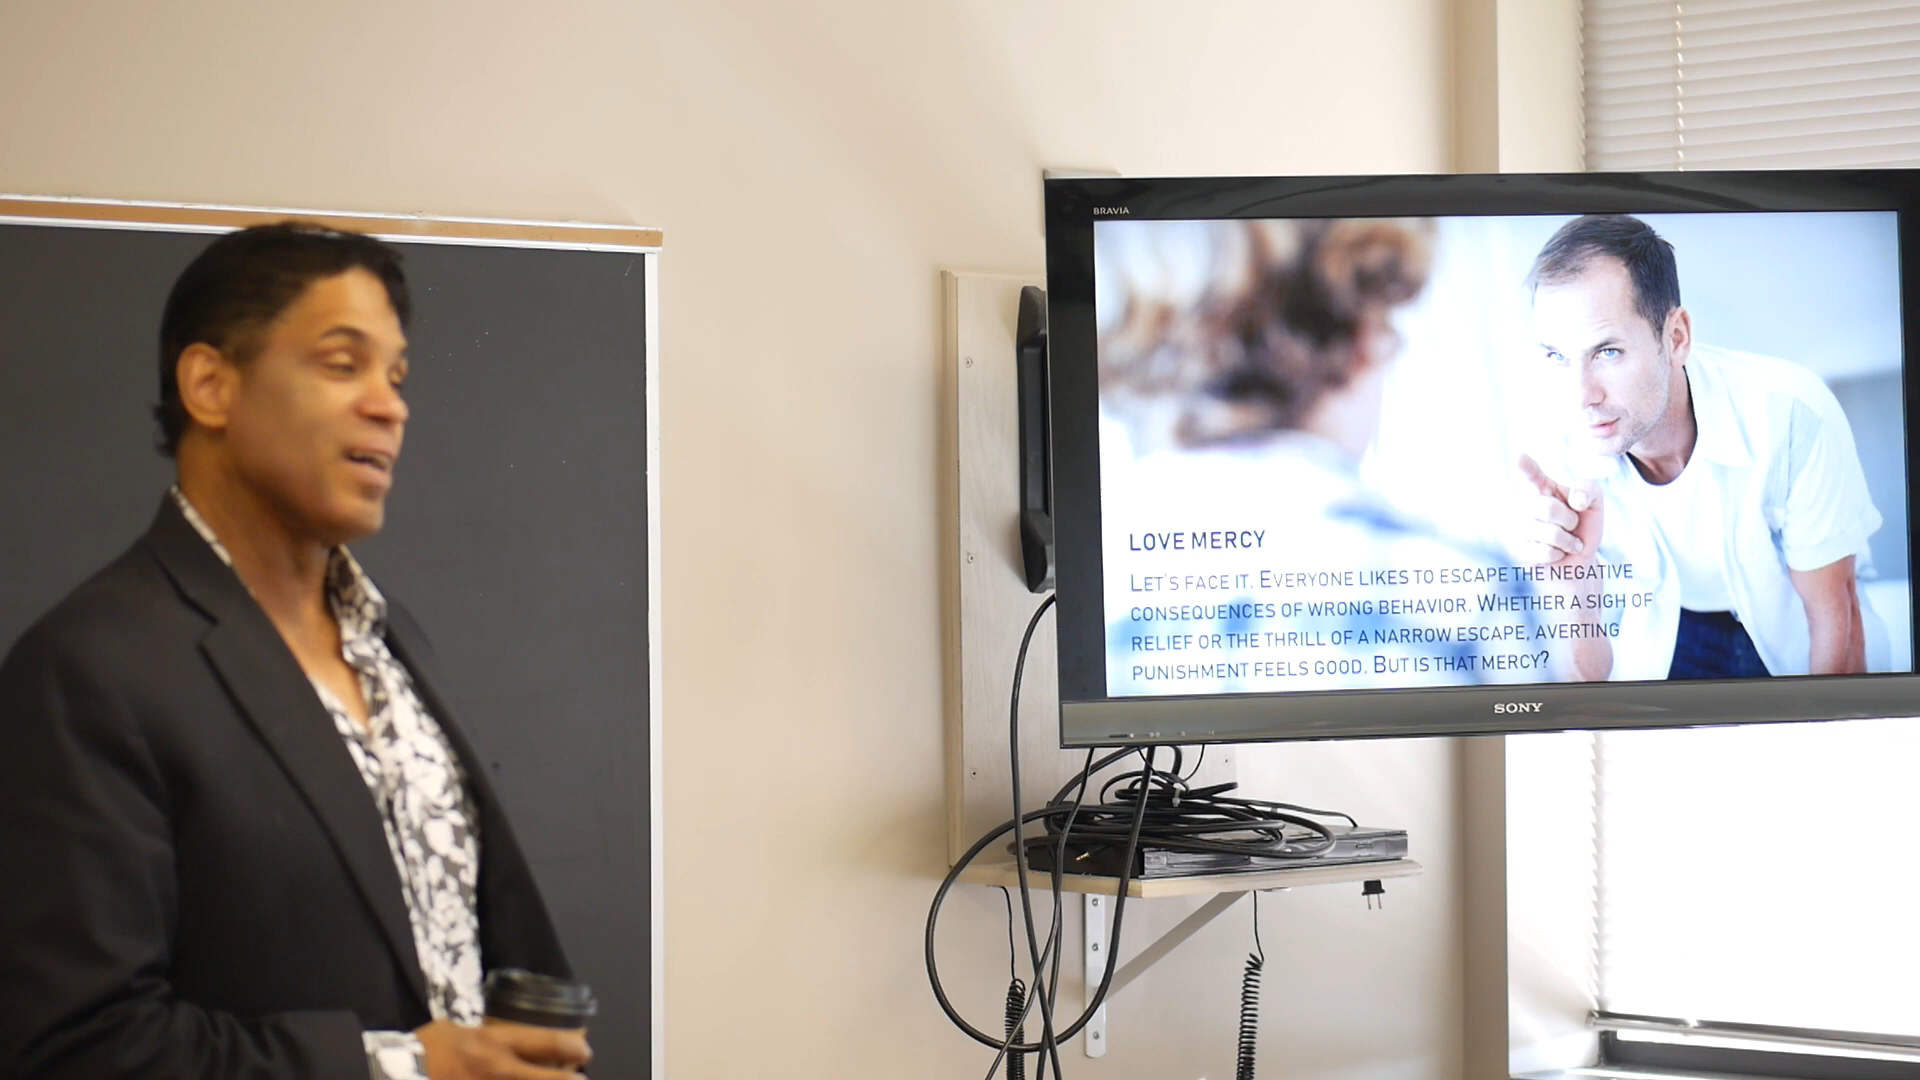 BRAVIA
LOVE MERCY
LET'S FACE IT. EVERYONE LIKES TO ESCAPE THE NEGATIVE
CONSEQUENCES OF WRONG BEHAVIOR. WHETHER A SIGH OF
RELIEF OR THE THRILL OF A NARROW ESCAPE, AVERTING
PUNISHMENT FEELS GOOD. BUT IS THAT MERCY?
SONY